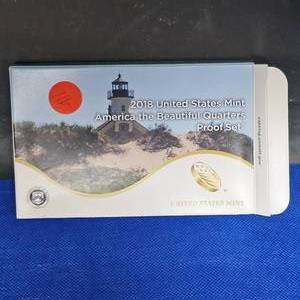 2018 United States Mint
America the Beautiful Quarters
Proof Set
UNITED STATES MINT